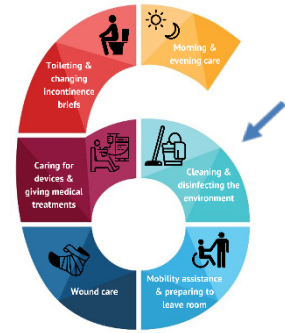 Morning &
evening care
Toileting &
changing
incontinence
briefs
Caring for
devices &
giving medical
treatments
Cleaning &
disinfecting the
environment
Wound care
Mobility assistance
& preparing to
leave room